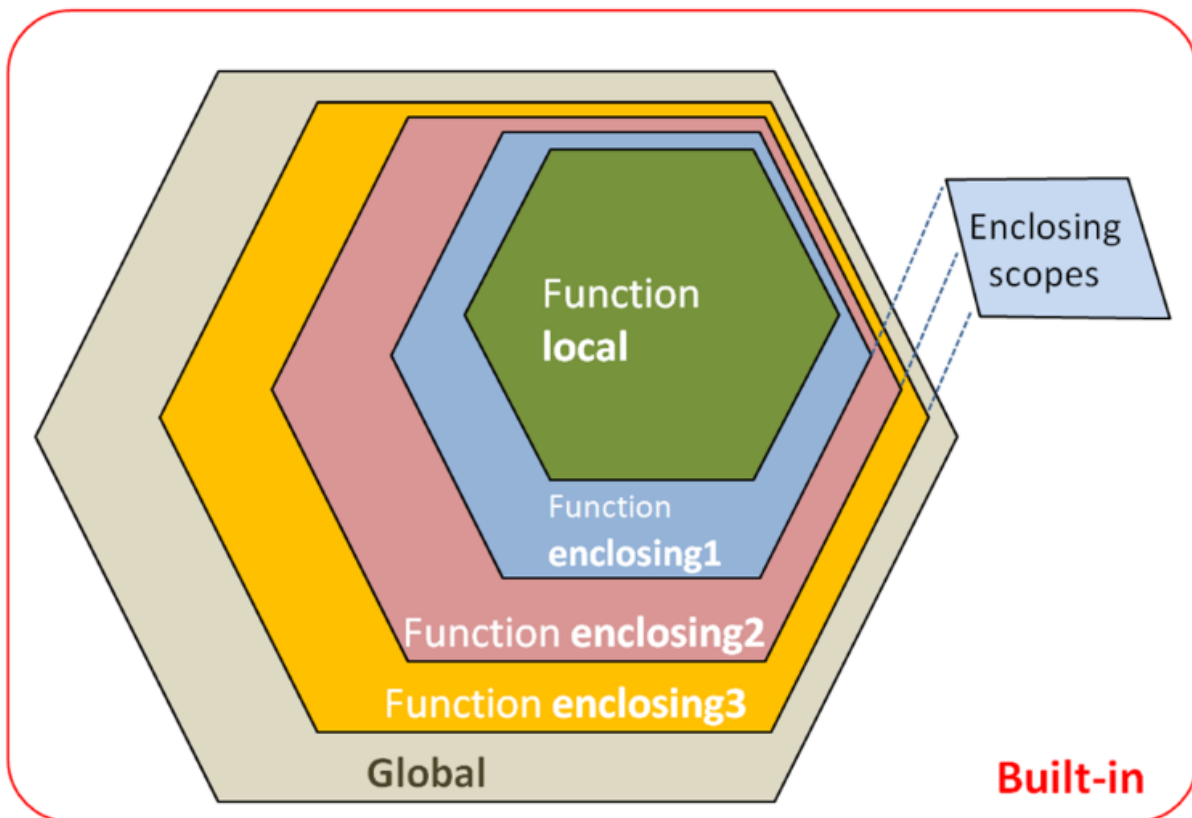 Enclosing
scopes
Function
local
Function
enclosing1
Function enclosing2
Function enclosing3
Global
Built-in